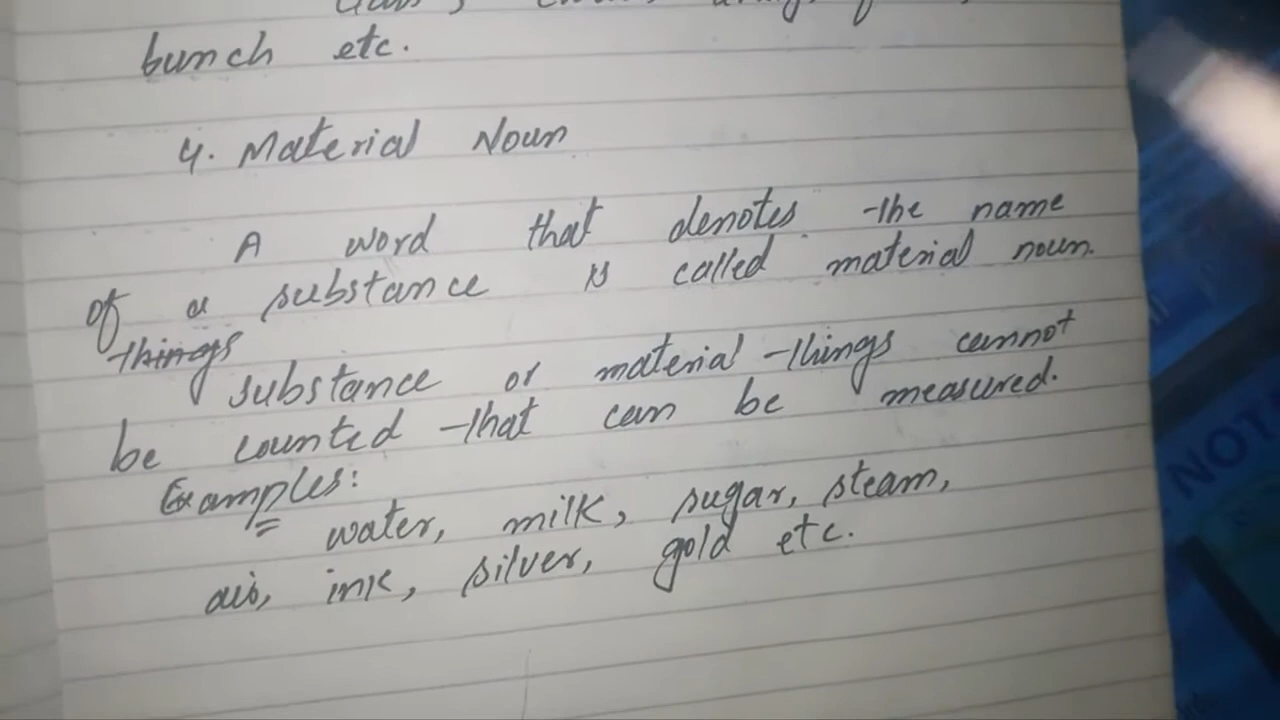 bunch etc.
4. Material Noun
A word that denotes the name
of a substance is called material noun.
things
substance or material things cannot
be counted that can be measured.
Examples:
water, milk, sugar, steam,
air, ink, silver, gold etc.
NOT